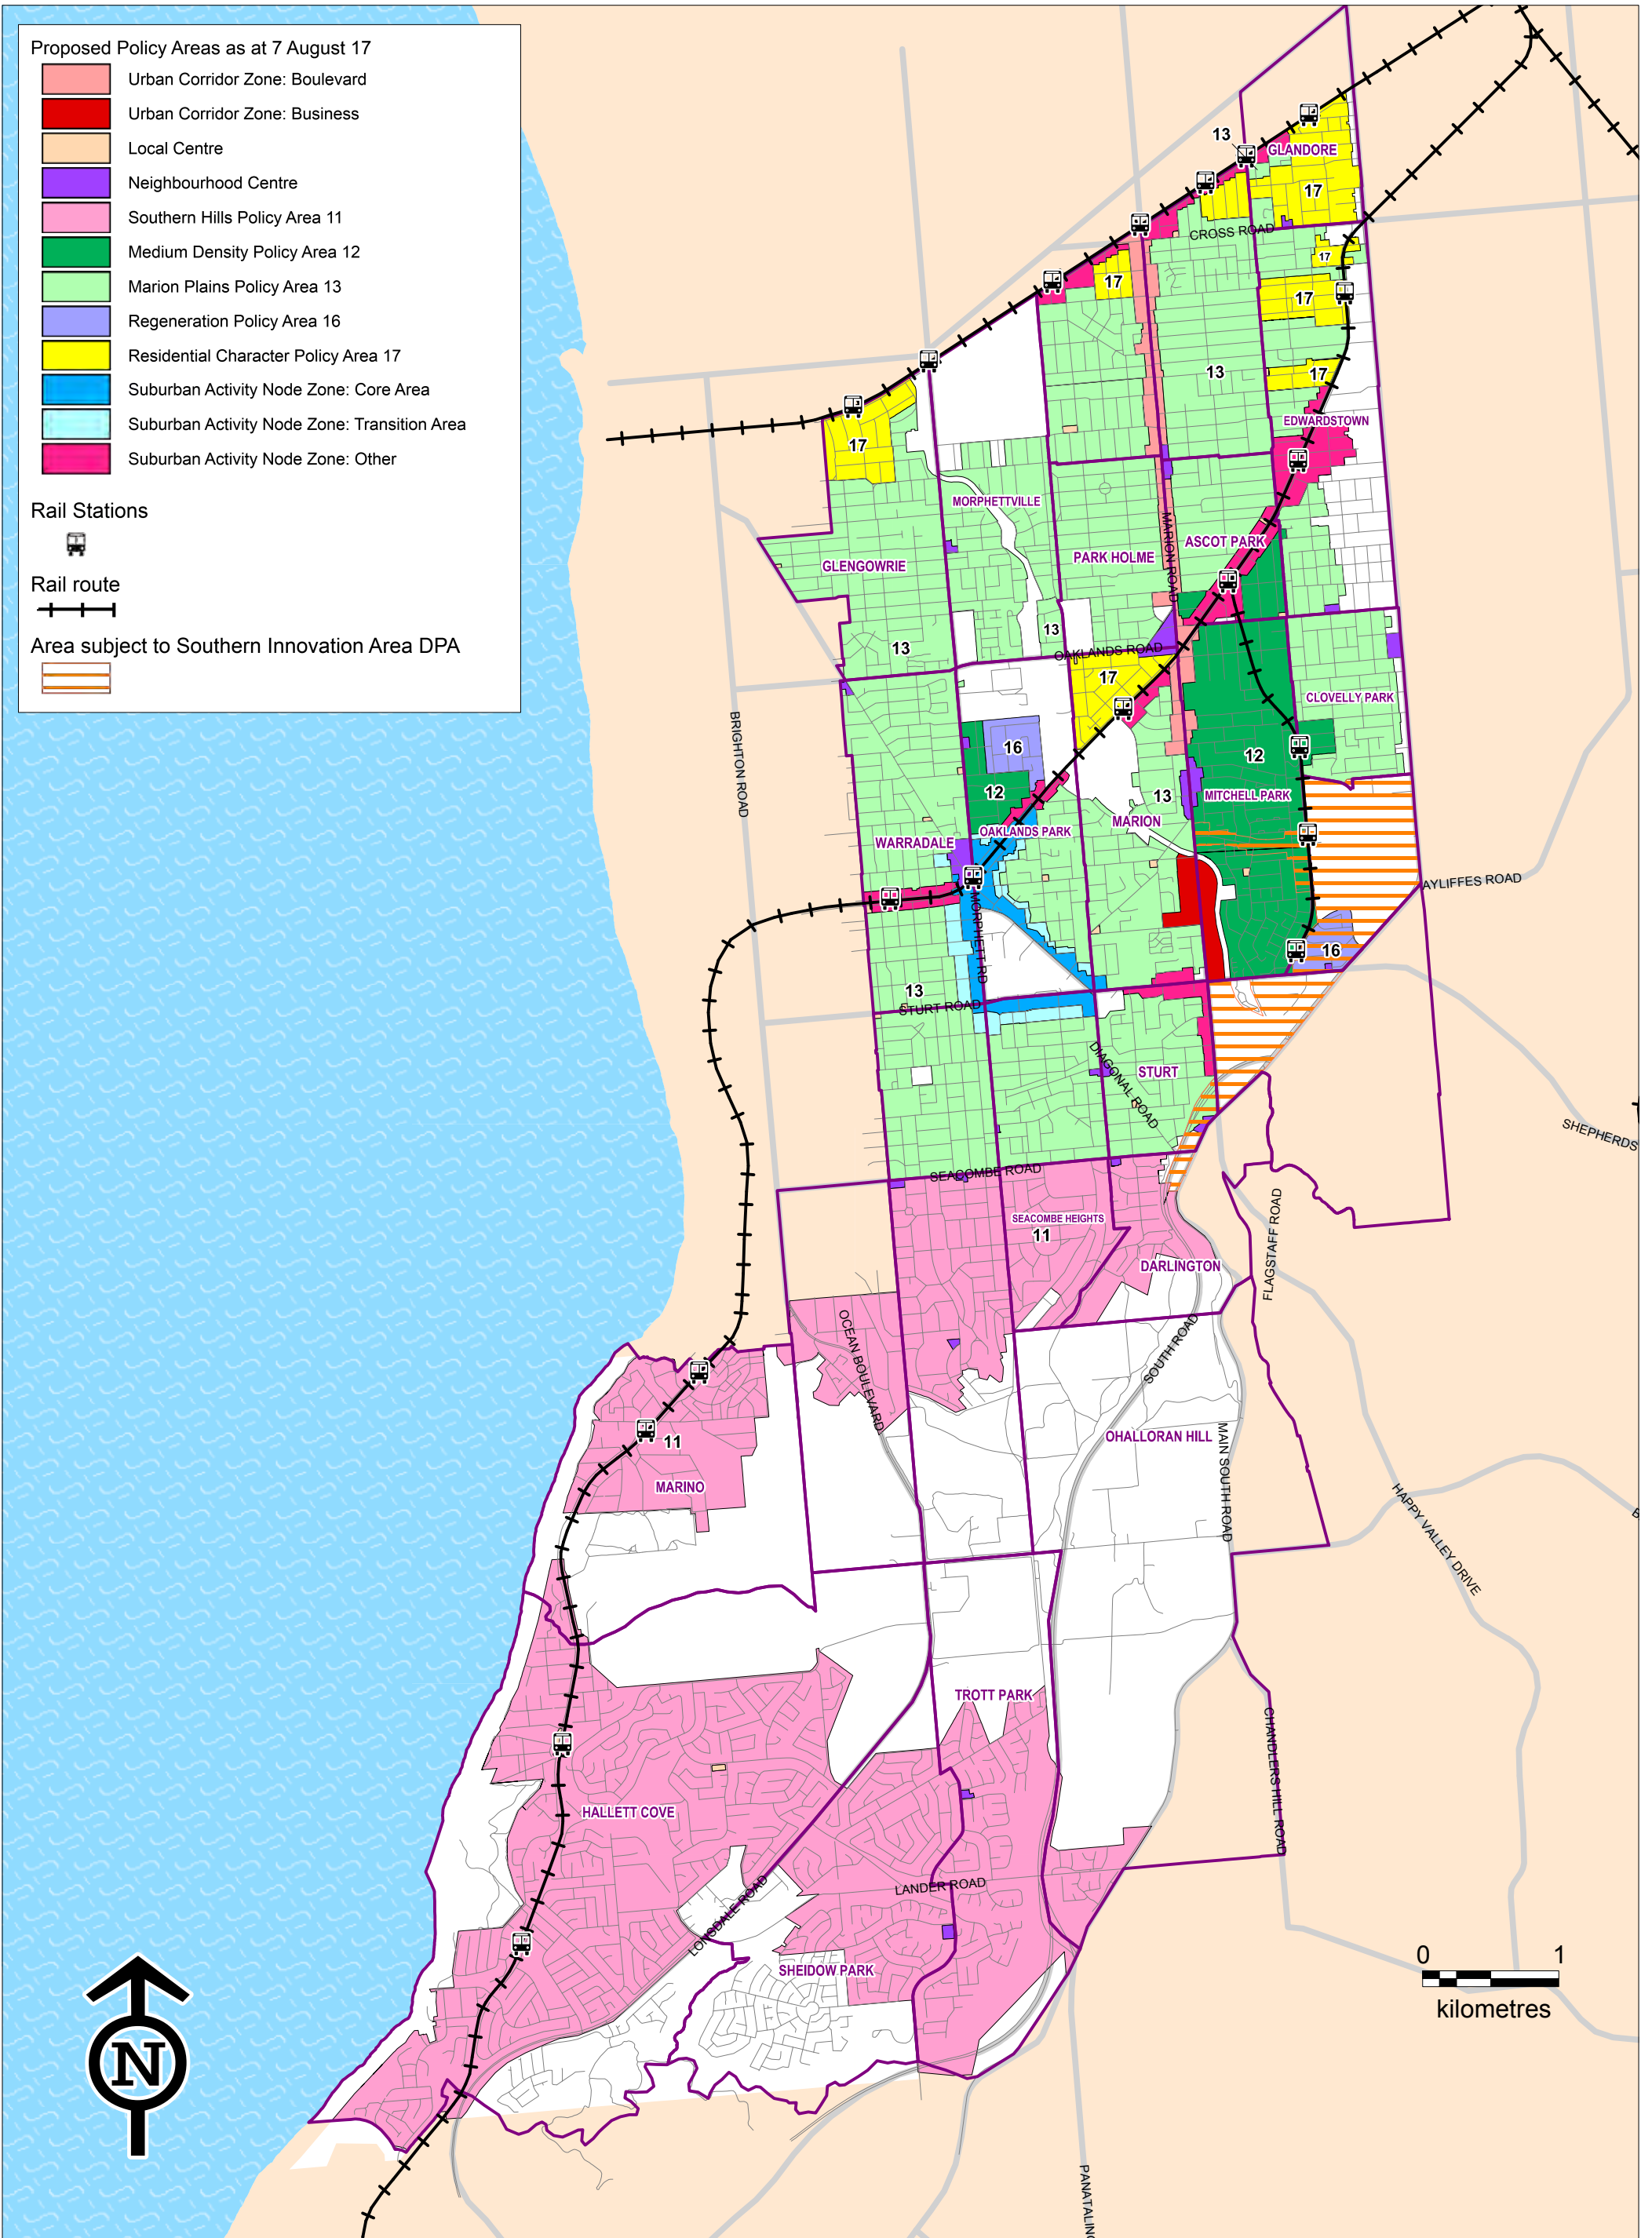 Proposed Policy Areas as at 7 August 17
Urban Corridor Zone: Boulevard
Urban Corridor Zone: Business
Local Centre
Neighbourhood Centre
Southern Hills Policy Area 11
Medium Density Policy Area 12
Marion Plains Policy Area 13
Regeneration Policy Area 16
Residential Character Policy Area 17
Suburban Activity Node Zone: Core Area
Suburban Activity Node Zone: Transition Area
Suburban Activity Node Zone: Other
Rail Stations
Rail route
Area subject to Southern Innovation Area DPA
13
GLANDORE
17
CROSS ROAD
17
17
17
13
17
EDWARDSTOWN
17
MORPHETTVILLE
MARION ROAD
ASCOT PARK
PARK HOLME
GLENGOWRIE
13
13
OAKLANDS ROAD
17
CLOVELLY PARK
BRIGHTON ROAD
16
12
12
13
MITCHELL PARK
MARION
OAKLANDS PARK
WARRADALE
AYLIFFES ROAD
MORPHETT RD
16
13
STURT ROAD
DIAGONAL ROAD
STURT
SHEPHERDS
SEACOMBE ROAD
SEACOMBE HEIGHTS
11
FLAGSTAFF ROAD
DARLINGTON
OCEAN BOULEVARD
SOUTH ROAD
11
OHALLORAN HILL
MAIN SOUTH ROAD
MARINO
HAPPY VALLEY DRIVE
TROTT PARK
CHANDLERS HILL ROAD
HALLETT COVE
LANDER ROAD
LONSDALE ROAD
SHEIDOW PARK
0 1
kilometres
N